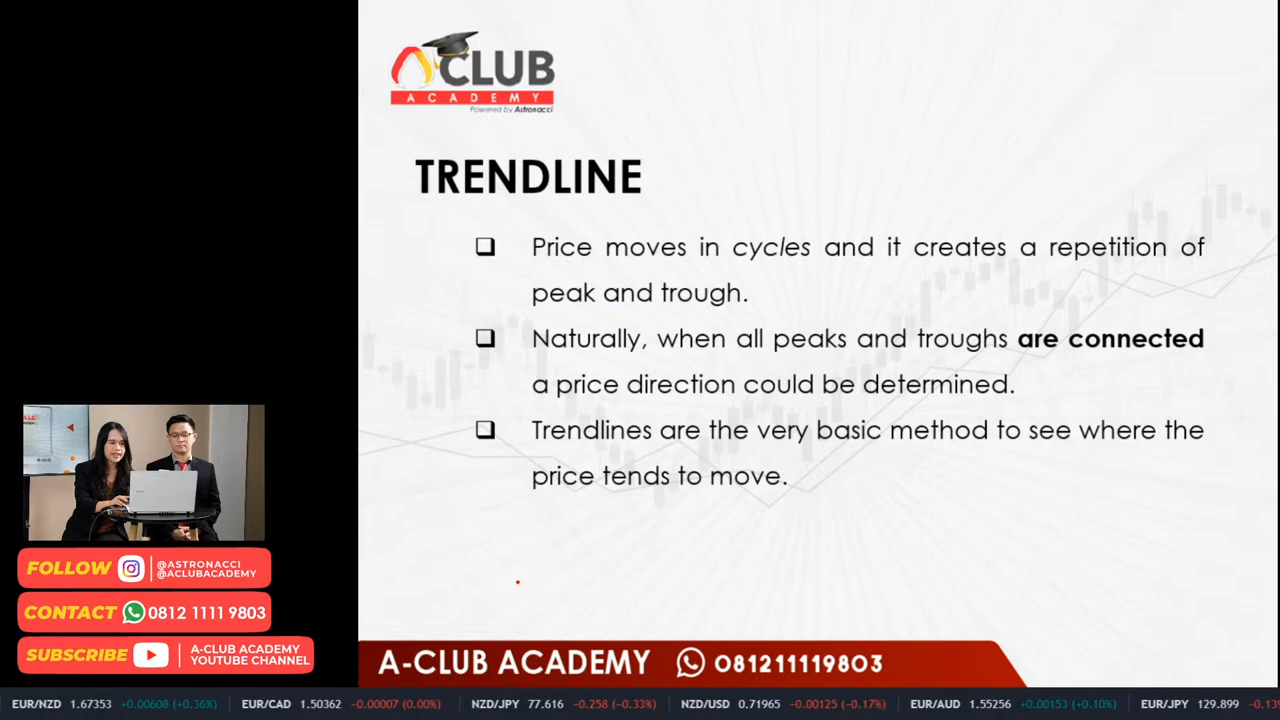 CLUB
ACADEMY
Powered by Astronacci
TRENDLINE
Price moves in cycles and it creates a repetition of
peak and trough.
Naturally, when all peaks and troughs are connected
a price direction could be determined.
Trendlines are the very basic method to see where the
price tends to move.
FOLLOW @ASTRONACCI
@ACLUBACADEMY
CONTACT 0812 1111 9803
SUBSCRIBE A-CLUB ACADEMY
YOUTUBE CHANNEL
A-CLUB ACADEMY 081211119803
EUR/NZD 1.67353 +0.00608 (+0.36%) EUR/CAD 1.50362 -0.00007 (0.00%) NZD/JPY 77.616 -0.258 (-0.33%) NZD/USD 0.71965 -0.00125 (-0.17%) EUR/AUD 1.55256 +0.00153 (+0.10%) EUR/JPY 129.899